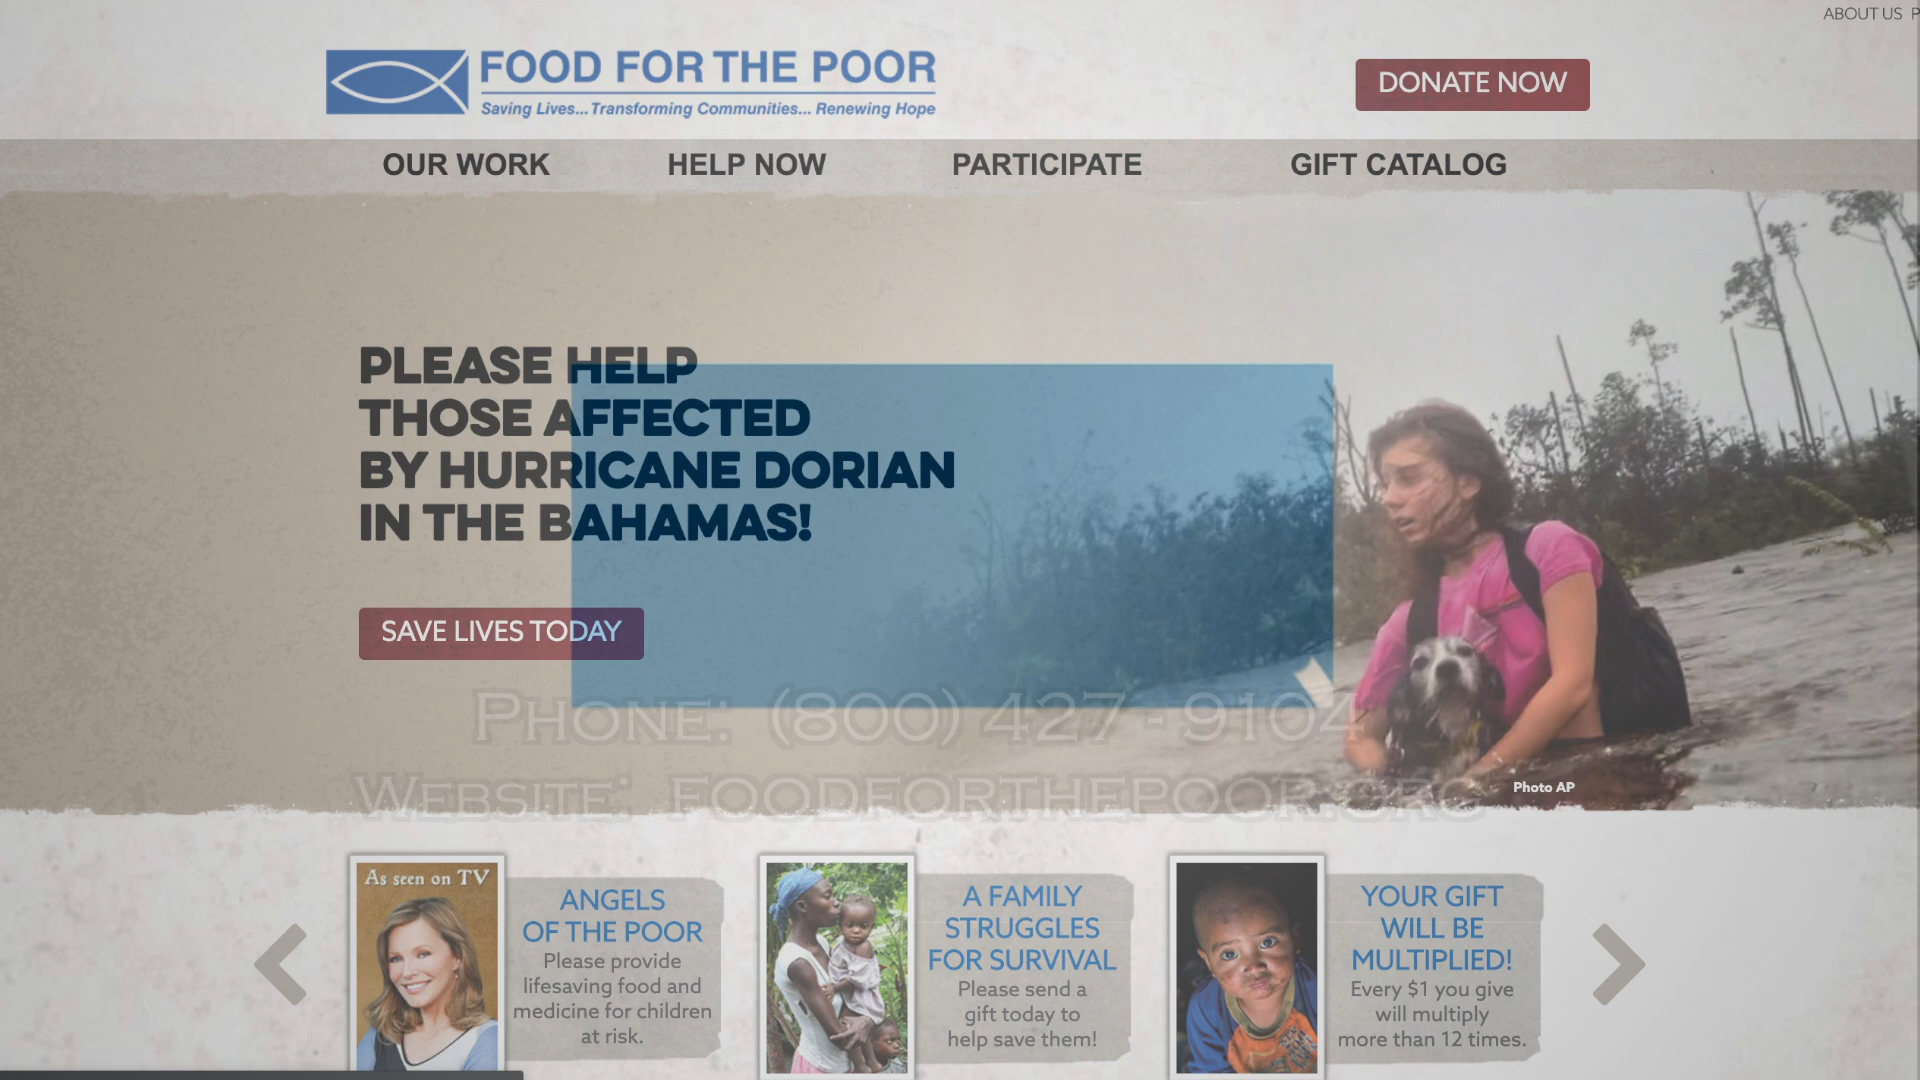 ABOUT US P
FOOD FOR THE POOR
Saving Lives... Transforming Communities... Renewing Hope
DONATE NOW
OUR WORK
HELP NOW
PARTICIPATE
GIFT CATALOG
PLEASE HELP
THOSE AFFECTED
BY HURRICANE DORIAN
IN THE BAHAMAS!
SAVE LIVES TODAY
PHONE: (800) 427 - 9104
WEBSITE: FOODFORTHEPOOR.ORG
Photo AP
As seen on TV
ANGELS
OF THE POOR
Please provide
lifesaving food and
medicine for children
at risk.
A FAMILY
STRUGGLES
FOR SURVIVAL
Please send a
gift today to
help save them!
YOUR GIFT
WILL BE
MULTIPLIED!
Every $1 you give
will multiply
more than 12 times.